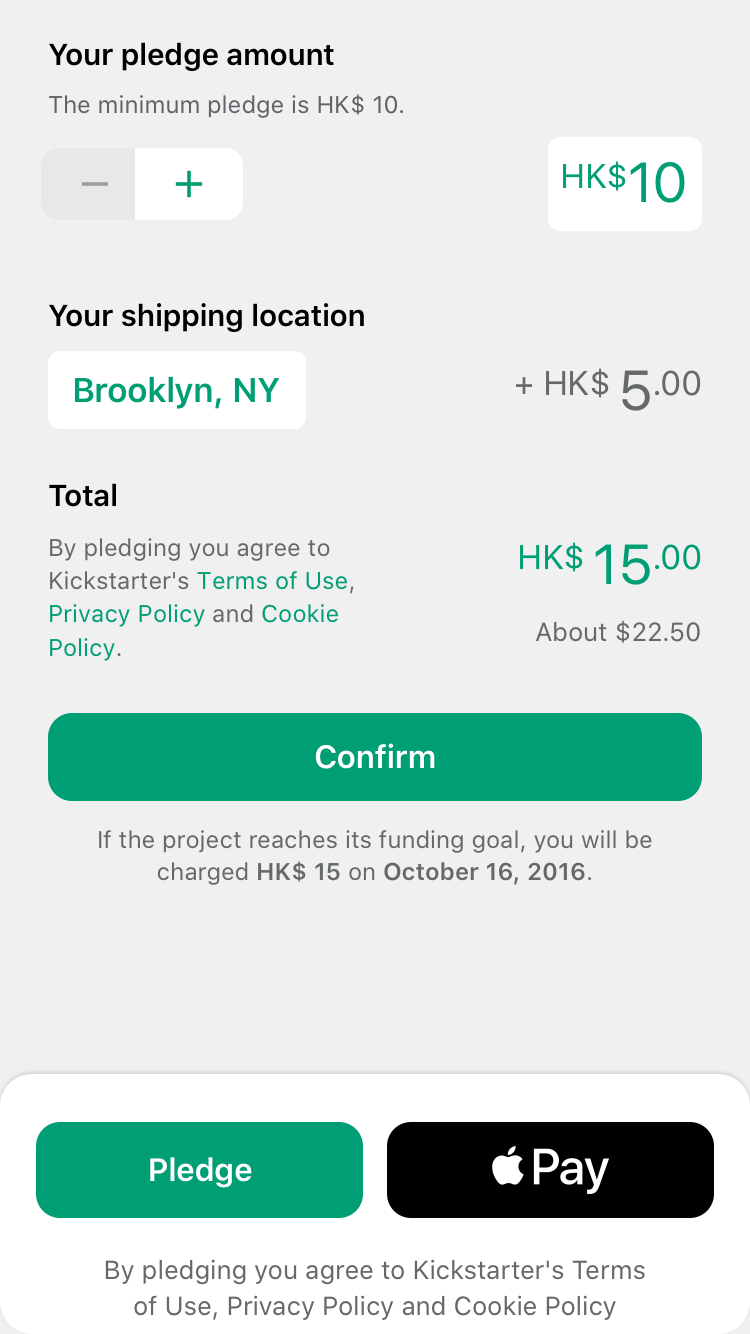 Your pledge amount
The minimum pledge is HK$ 10.
HK$10
Your shipping location
Brooklyn, NY
+ HK$ 5.00
Total
By pledging you agree to
Kickstarter's Terms of Use,
Privacy Policy and Cookie
Policy.
HK$ 15.00
About $22.50
Confirm
If the project reaches its funding goal, you will be
charged HK$ 15 on October 16, 2016.
Pledge
Pay
By pledging you agree to Kickstarter's Terms
of Use, Privacy Policy and Cookie Policy